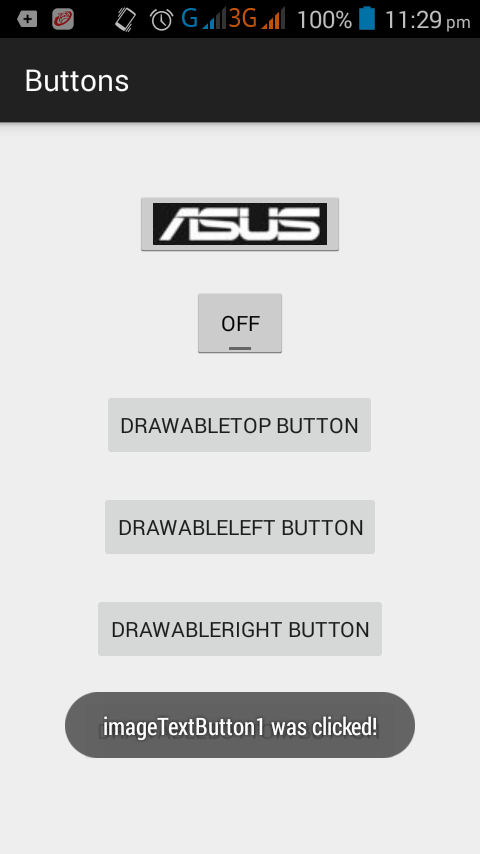 G 3G 100% 11:29 pm
Buttons
ASUS
OFF
DRAWABLETOP BUTTON
DRAWABLELEFT BUTTON
DRAWABLERIGHT BUTTON
imageTextButton1 was clicked!